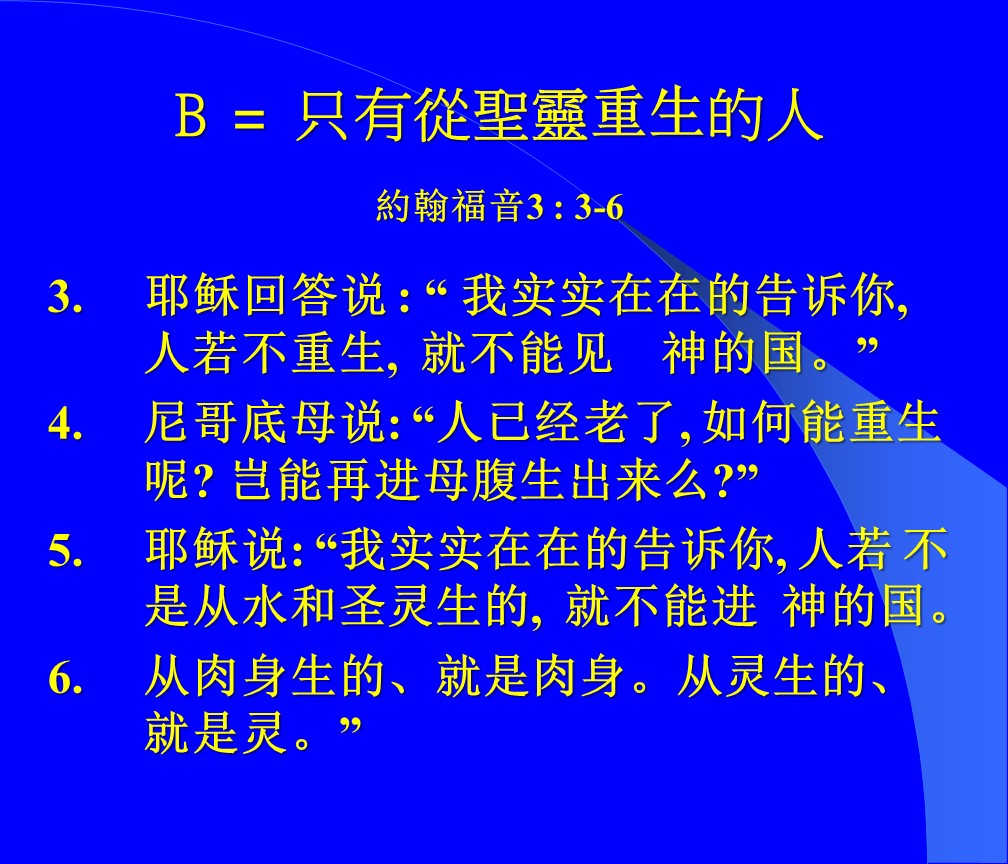 B = 只有從聖靈重生的人
約翰福音3 : 3-6
3. 耶稣回答说 : “ 我实实在在的告诉你,
人若不重生, 就不能见　神的国。”
4. 尼哥底母说: “人已经老了, 如何能重生
呢? 岂能再进母腹生出来么?”
5. 耶稣说: “我实实在在的告诉你, 人若 不
是从水和圣灵生的, 就不能进 神的国。
6. 从肉身生的、就是肉身。从灵生的、
就是灵。”